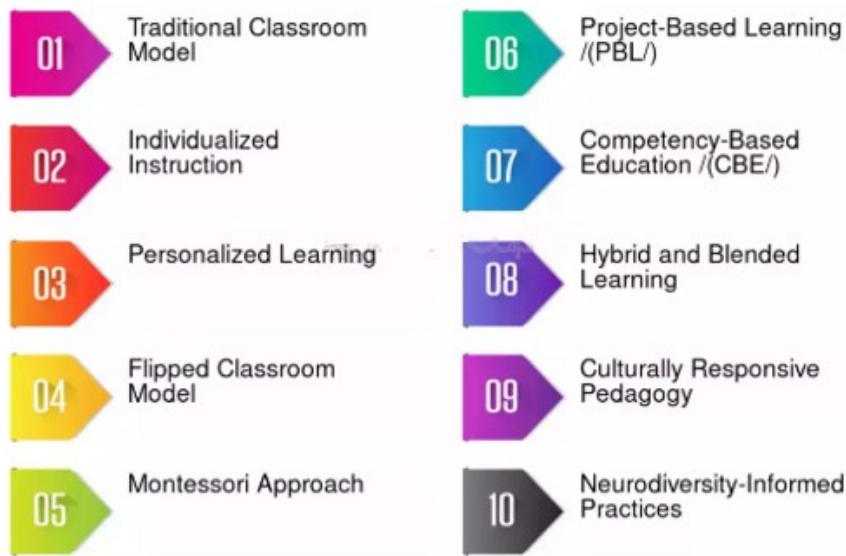 01
Traditional Classroom
Model
02
Individualized
Instruction
03
Personalized Learning
04
Flipped Classroom
Model
05
Montessori Approach
06
Project-Based Learning
/(PBL/)
07
Competency-Based
Education /(CBE/)
08
Hybrid and Blended
Learning
09
Culturally Responsive
Pedagogy
10
Neurodiversity-Informed
Practices